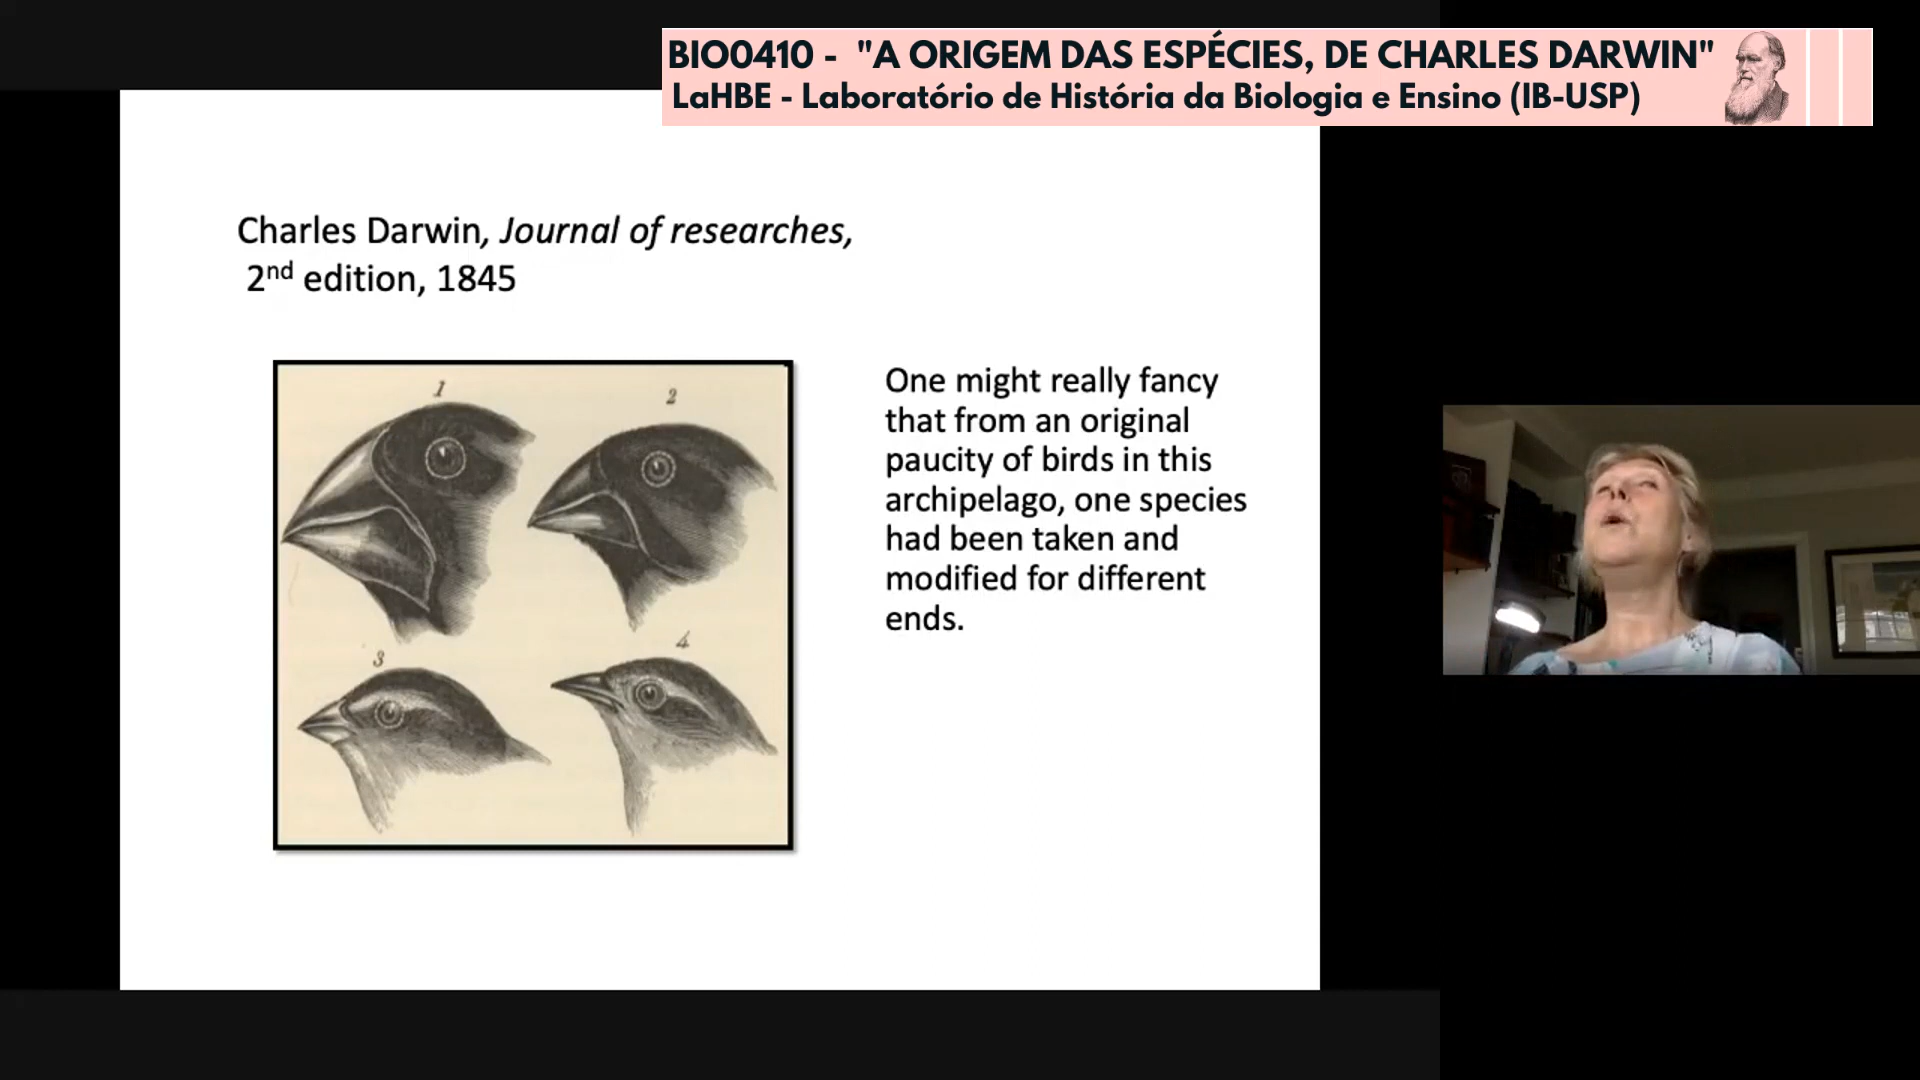 BIO0410 - "A ORIGEM DAS ESPÉCIES, DE CHARLES DARWIN"
LaHBE - Laboratório de História da Biologia e Ensino (IB-USP)
Charles Darwin, Journal of researches,
2nd edition, 1845
1
2
3
4
One might really fancy
that from an original
paucity of birds in this
archipelago, one species
had been taken and
modified for different
ends.